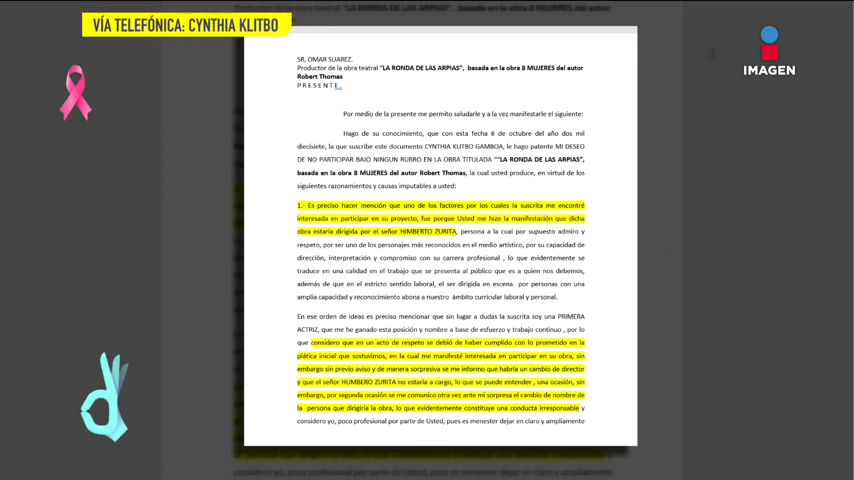 VÍA TELEFÓNICA: CYNTHIA KLITBO
IMAGEN
SR. OMAR SUAREZ.
Productor de la obra teatral "LA RONDA DE LAS ARPIAS", basada en la obra 8 MUJERES del autor
Robert Thomas
P R E S E N T E. .
Por medio de la presente me permito saludarle y a la vez manifestarle el siguiente:
Hago de su conocimiento, que con esta fecha 6 de octubre del año dos mil
diecisiete, la que suscribe este documento CYNTHIA KLITBO GAMBOA, le hago patente MI DESEO
DE NO PARTICIPAR BAJO NINGUN RUBRO EN LA OBRA TITULADA ""LA RONDA DE LAS ARPIAS",
basada en la obra 8 MUJERES del autor Robert Thomas, la cual usted produce, en virtud de los
siguientes razonamientos y causas imputables a usted:
1.- Es preciso hacer mención que uno de los factores por los cuales la suscrita me encontré
interesada en participar en su proyecto, fue porque Usted me hizo la manifestación que dicha
obra estaría dirigida por el señor HIMBERTO ZURITA, persona a la cual por supuesto admiro y
respeto, por ser uno de los personajes más reconocidos en el medio artístico, por su capacidad de
dirección, interpretación y compromiso con su carrera profesional , lo que evidentemente se
traduce en una calidad en el trabajo que se presenta al público que es a quien nos debemos,
además de que en el estricto sentido laboral, el ser dirigida en escena por personas con una
amplia capacidad y reconocimiento abona a nuestro ámbito curricular laboral y personal.
En ese orden de ideas es preciso mencionar que sin lugar a dudas la suscrita soy una PRIMERA
ACTRIZ, que me he ganado esta posición y nombre a base de esfuerzo y trabajo continuo , por lo
que considero que en un acto de respeto se debió de haber cumplido con lo prometido en la
plática inicial que sostuvimos, en la cual me manifesté interesada en participar en su obra, sin
embargo sin previo aviso y de manera sorpresiva se me informo que habría un cambio de director
y que el señor HUMBERO ZURITA no estaría a cargo, lo que se puede entender , una ocasión, sin
embargo, por segunda ocasión se me comunico otra vez ante mi sorpresa el cambio de nombre de
la persona que dirigiría la obra, lo que evidentemente constituye una conducta irresponsable y
considero yo, poco profesional por parte de Usted, pues es menester dejar en claro y ampliamente